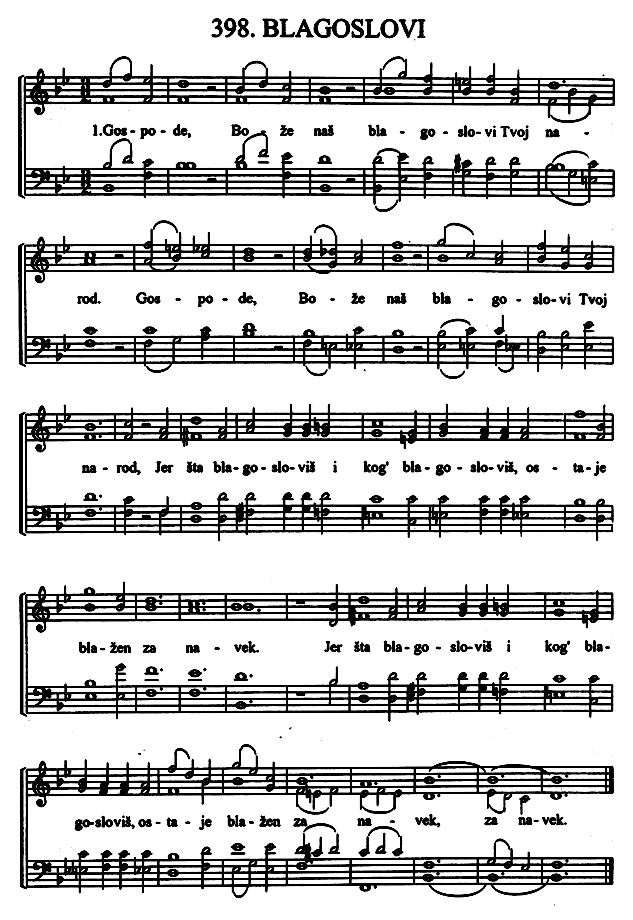 398. BLAGOSLOVI
1.Gos - po - de, Bo - že naš bla - go - slo - vi Tvoj na -
rod. Gos - po - de, Bo - že naš bla - go - slo - vi Tvoj
na - rod, Jer šta bla - go - slo - viš i kog' bla - go - slo - viš, os - ta - je
bla - žen za na - vek. Jer šta bla - go - slo - viš i kog' bla -
go - sloviš, os - ta - je bla - žen za na - vek, za na - vek.